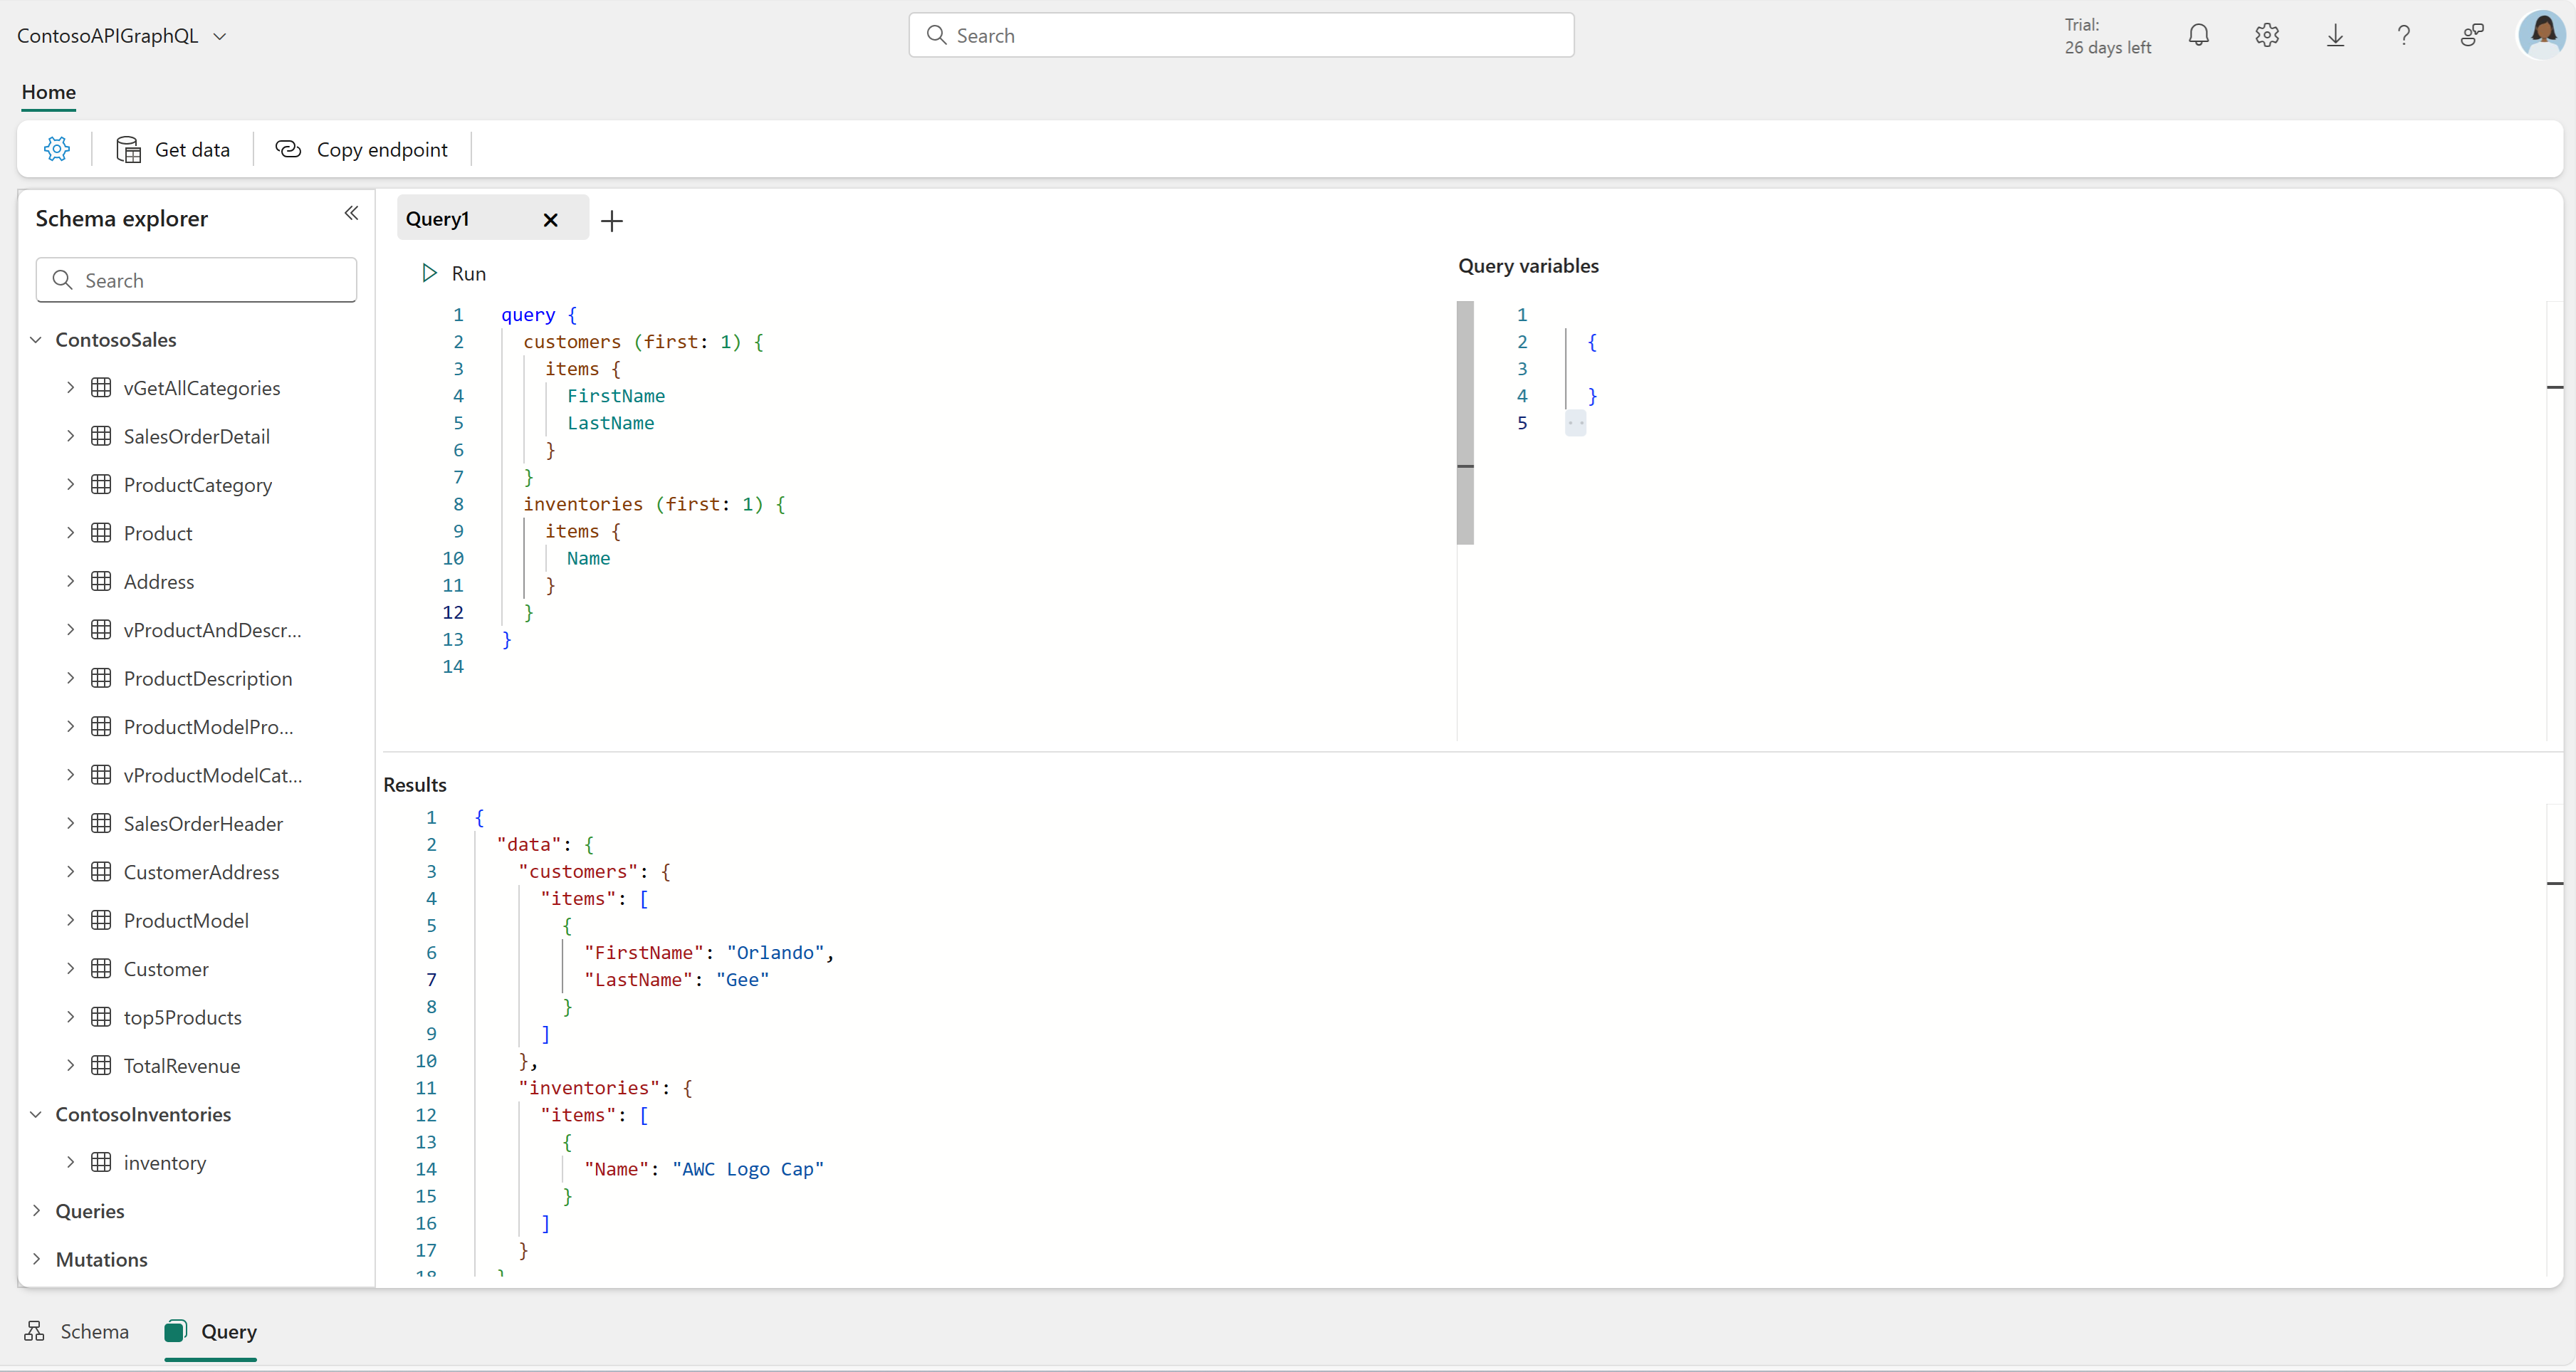 ContosoAPIGraphQL
Search
Trial:
26 days left
Home
Get data
Copy endpoint
Schema explorer
Search
ContosoSales
vGetAllCategories
SalesOrderDetail
ProductCategory
Product
Address
vProductAndDescr...
ProductDescription
ProductModelPro...
vProductModelCat...
SalesOrderHeader
CustomerAddress
ProductModel
Customer
top5Products
TotalRevenue
ContosoInventories
inventory
Queries
Mutations
Query1
Run
1 query {
2 customers (first: 1) {
3 items {
4 FirstName
5 LastName
6 }
7 }
8 inventories (first: 1) {
9 items {
10 Name
11 }
12 }
13 }
14
Query variables
1
2 {
3
4 }
5
Results
1 {
2 "data": {
3 "customers": {
4 "items": [
5 {
6 "FirstName": "Orlando",
7 "LastName": "Gee"
8 }
9 ]
10 },
11 "inventories": {
12 "items": [
13 {
14 "Name": "AWC Logo Cap"
15 }
16 ]
17 }
18 }
Schema
Query